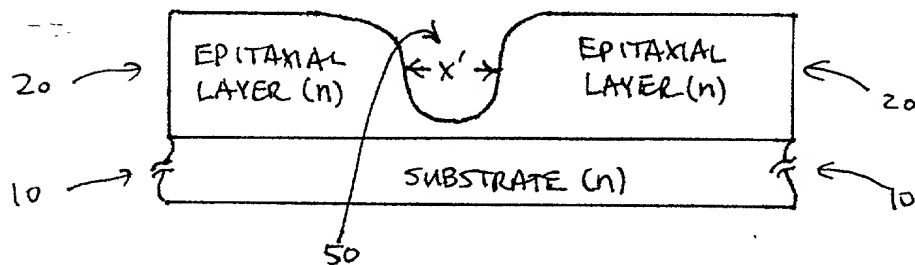 EPITAXIAL
LAYER (n)
x'
EPITAXIAL
LAYER (n)
20
20
10
SUBSTRATE (n)
10
50